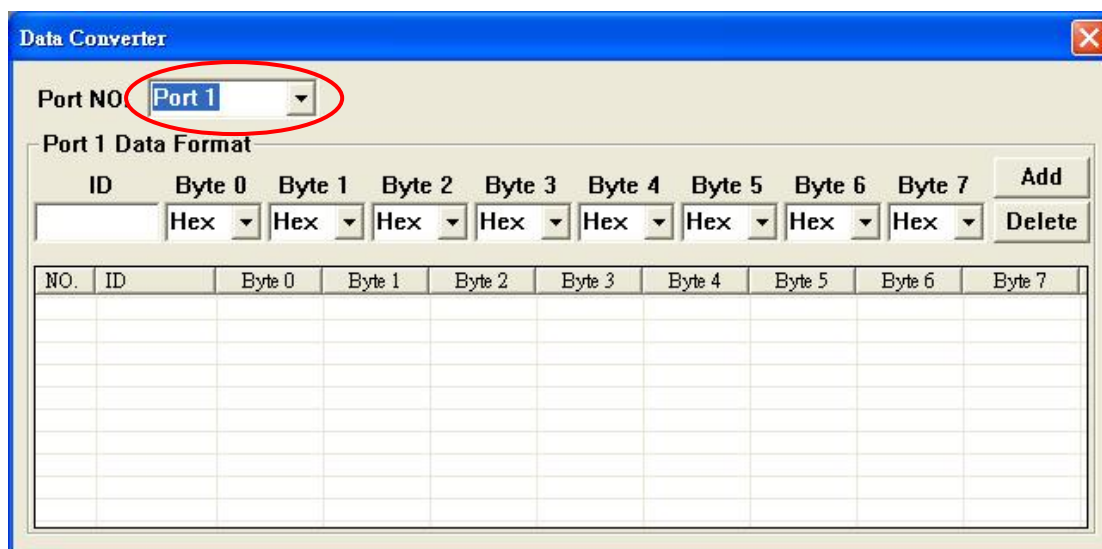 Data Converter
Port NO. Port 1
Port 1 Data Format
ID Byte 0 Byte 1 Byte 2 Byte 3 Byte 4 Byte 5 Byte 6 Byte 7 Add
Hex Hex Hex Hex Hex Hex Hex Hex Delete
NO. ID Byte 0 Byte 1 Byte 2 Byte 3 Byte 4 Byte 5 Byte 6 Byte 7